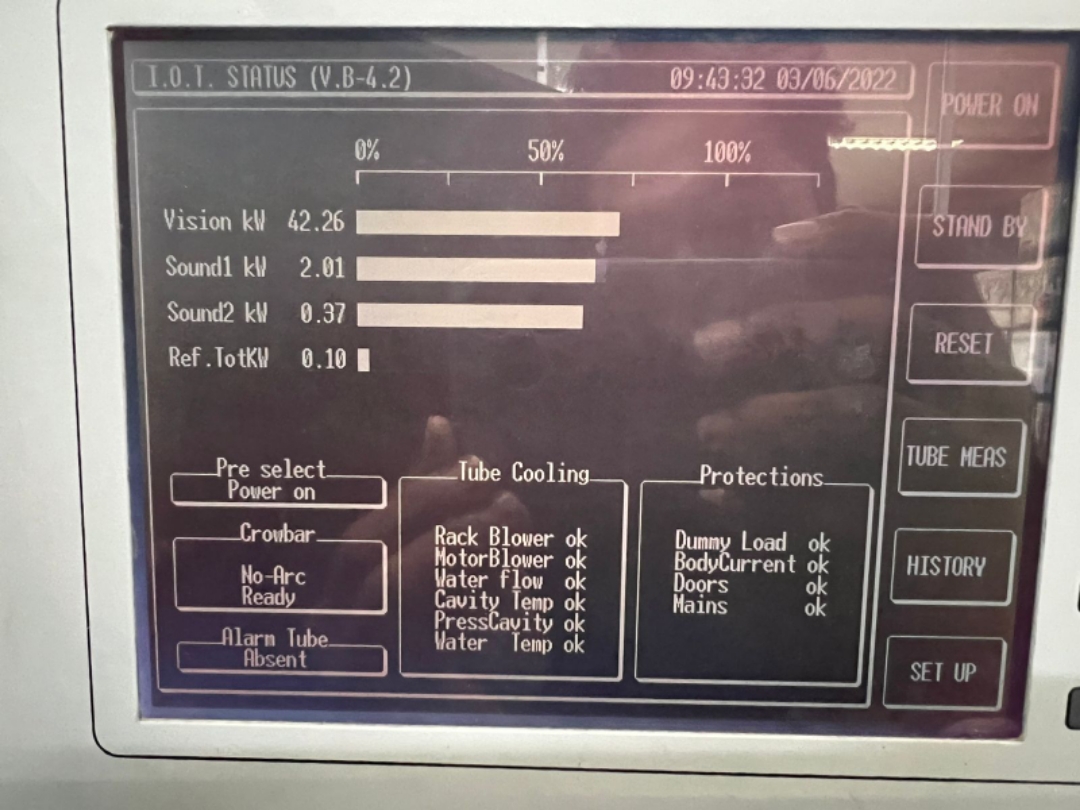 I.O.T. STATUS (V.B-4.2) 09:43:32 03/06/2022
POWER ON
0% 50% 100%
Vision kW 42.26
STAND BY
Sound1 kW 2.01
Sound2 kW 0.37
RESET
Ref.TotKW 0.10
TUBE MEAS
Pre select
Power on
Crowbar
No-Arc
Ready
Alarm Tube
Absent
Tube Cooling
Rack Blower ok
MotorBlower ok
Water flow ok
Cavity Temp ok
PressCavity ok
Water Temp ok
Protections
Dummy Load ok
BodyCurrent ok
Doors ok
Mains ok
HISTORY
SET UP